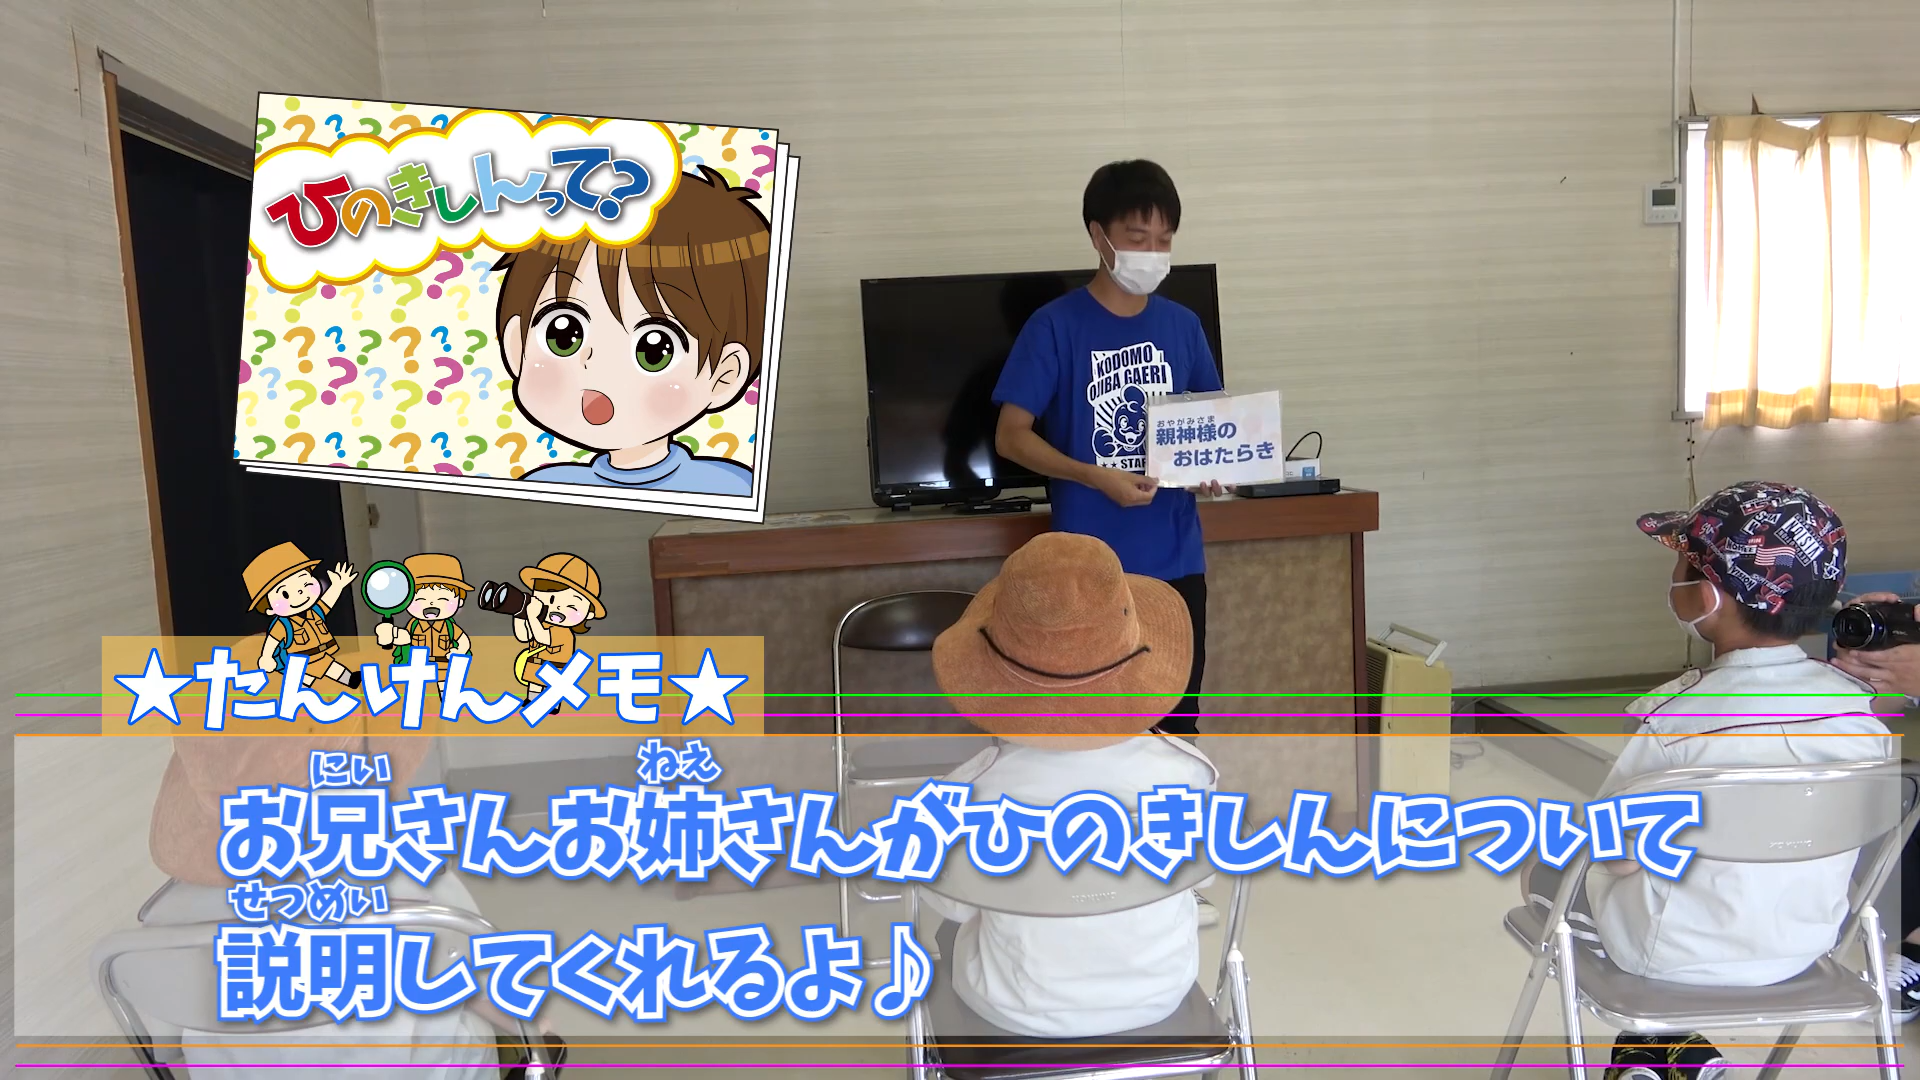 ひのきしんって?
KODOMO
OJIBA GAERI
STAF
おやがみさま
親神様の
おはたらき
★たんけんメモ★
にい ねえ
お兄さんお姉さんがひのきしんについて
せつめい
説明してくれるよ♪